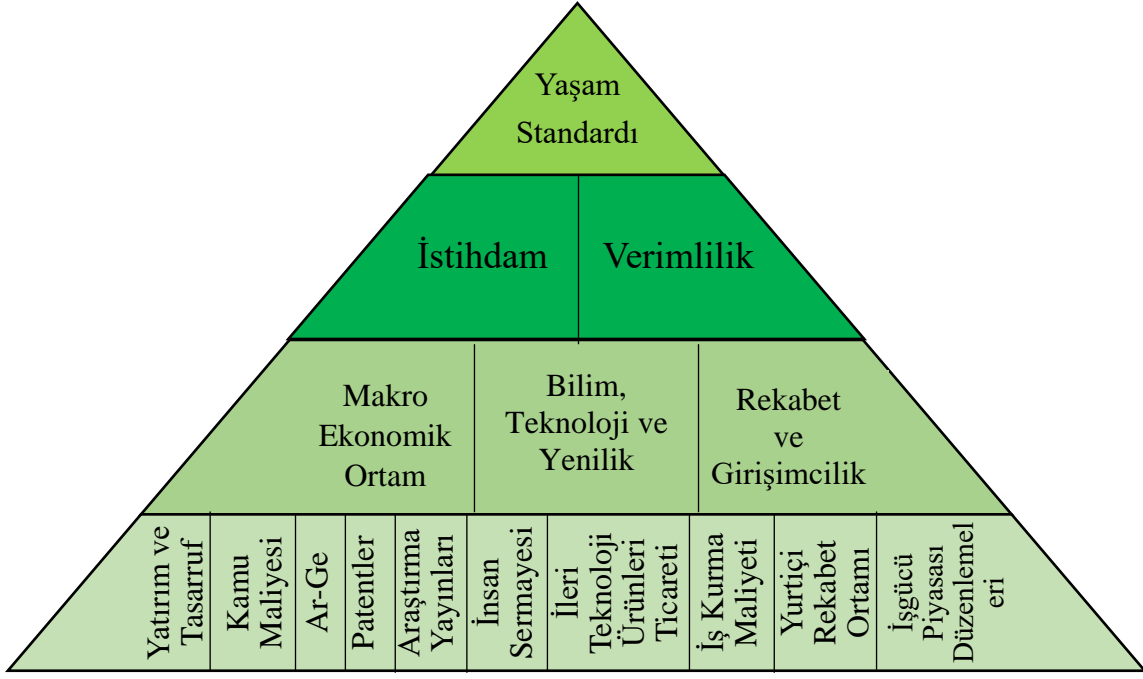 Yaşam
Standardı
İstihdam
Verimlilik
Makro
Ekonomik
Ortam
Bilim,
Teknoloji ve
Yenilik
Rekabet
ve
Girişimcilik
Yatırım ve
Tasarruf
Kamu
Maliyesi
Ar-Ge
Patentler
Araştırma
Yayınları
İnsan
Sermayesi
İleri
Teknoloji
Ürünleri
Ticareti
İş Kurma
Maliyeti
Yurtiçi
Rekabet
Ortamı
İşgücü
Piyasası
Düzenlemel
eri